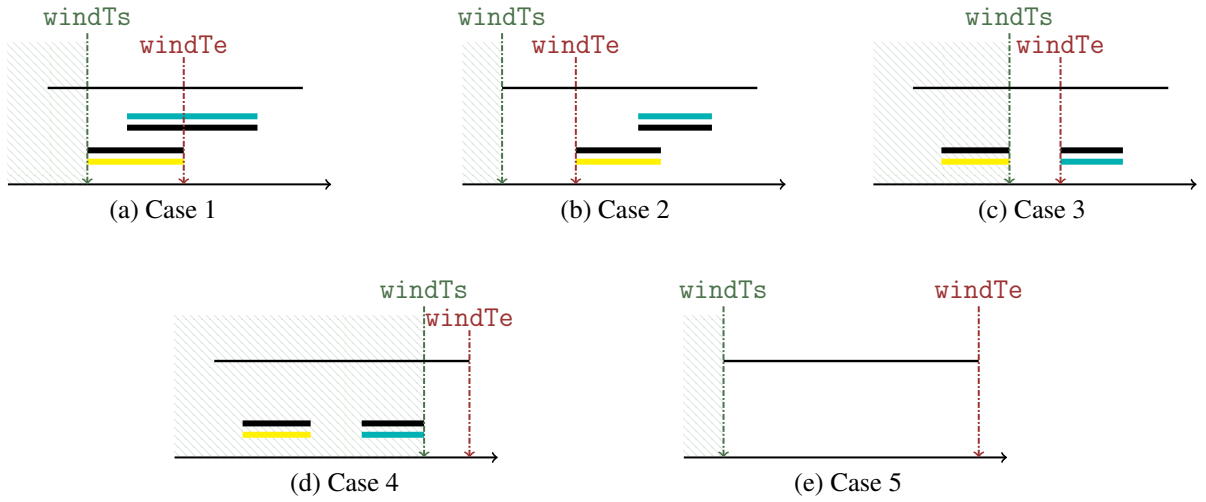 windTs
windTe
(a) Case 1
windTs
windTe
(b) Case 2
windTs
windTe
(c) Case 3
windTs
windTe
(d) Case 4
windTs
windTe
(e) Case 5